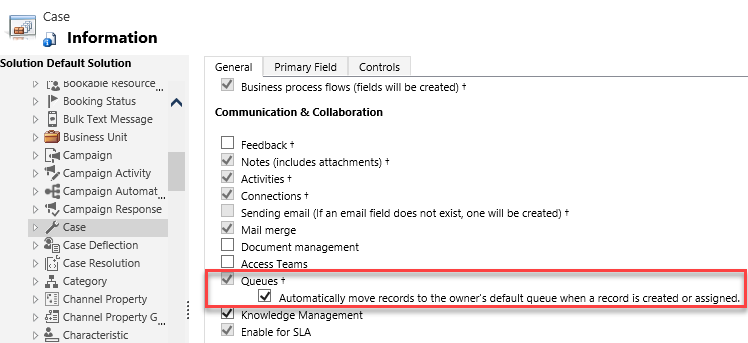 Case
Information
Solution Default Solution
Bookable Resource...
Booking Status
Bulk Text Message
Business Unit
Campaign
Campaign Activity
Campaign Automat...
Campaign Response
Case
Case Deflection
Case Resolution
Category
Channel Property
Channel Property G...
Characteristic
General
Primary Field
Controls
Business process flows (fields will be created) †
Communication & Collaboration
Feedback †
Notes (includes attachments) †
Activities †
Connections †
Sending email (If an email field does not exist, one will be created) †
Mail merge
Document management
Access Teams
Queues †
Automatically move records to the owner's default queue when a record is created or assigned.
Knowledge Management
Enable for SLA